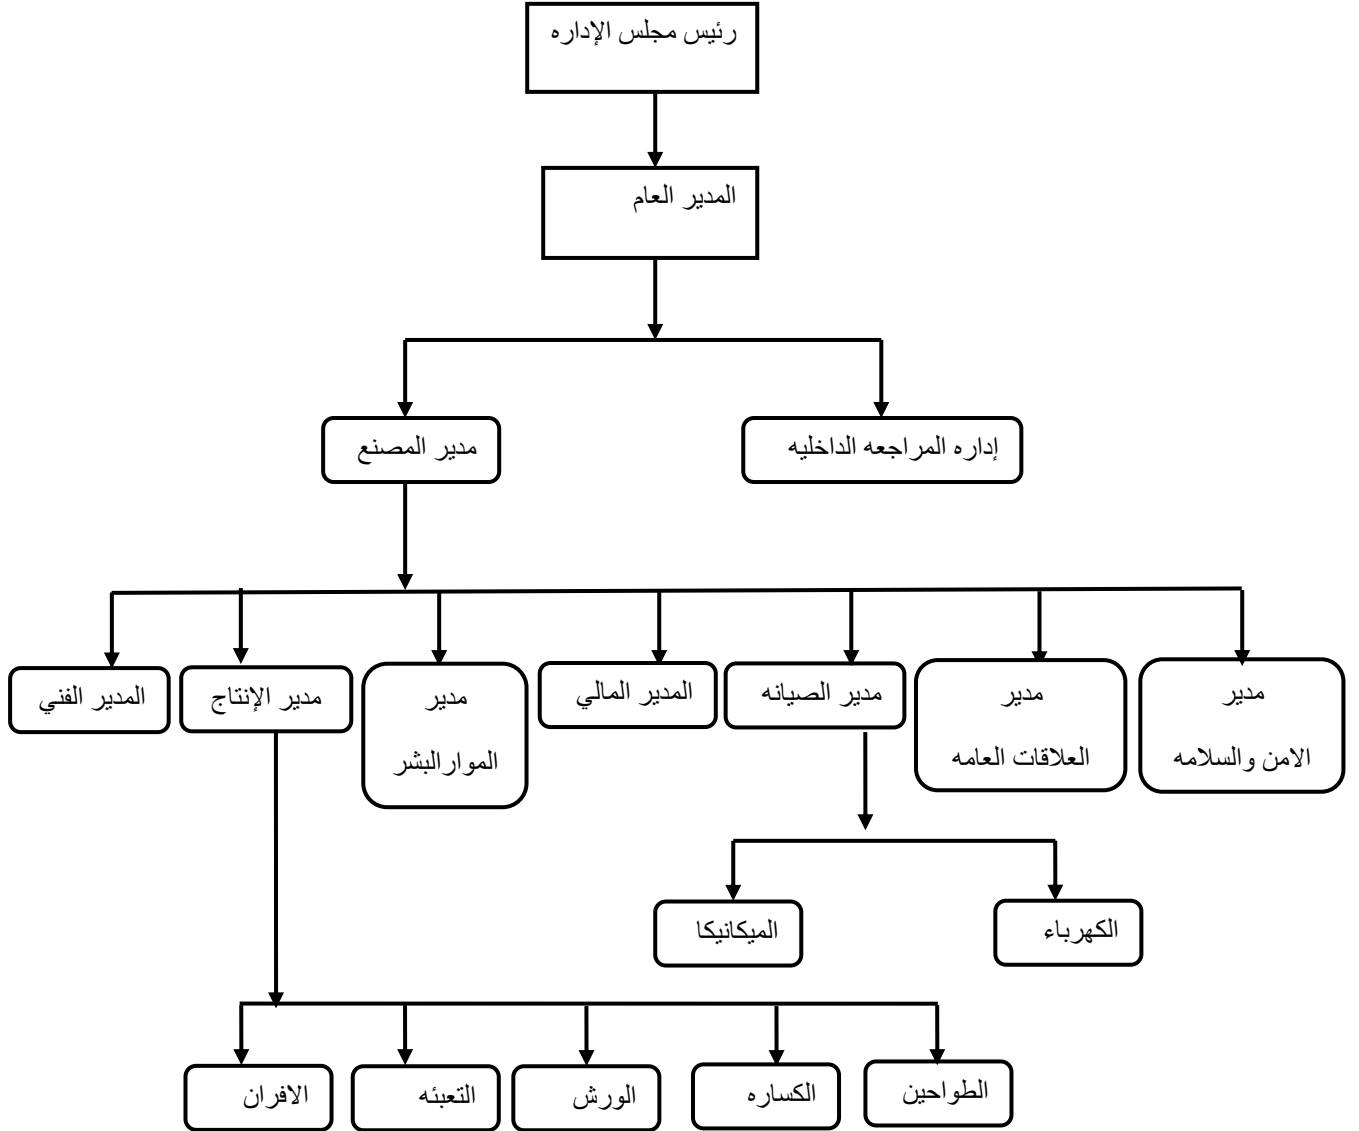 رئيس مجلس الإداره
المدير العام
إداره المراجعه الداخليه
مدير المصنع
مدير
الامن والسلامه
مدير
العلاقات العامه
مدير الصيانه
المدير المالي
مدير
الموارالبشر
مدير الإنتاج
المدير الفني
الكهرباء
الميكانيكا
الطواحين
الكساره
الورش
التعبئه
الافران